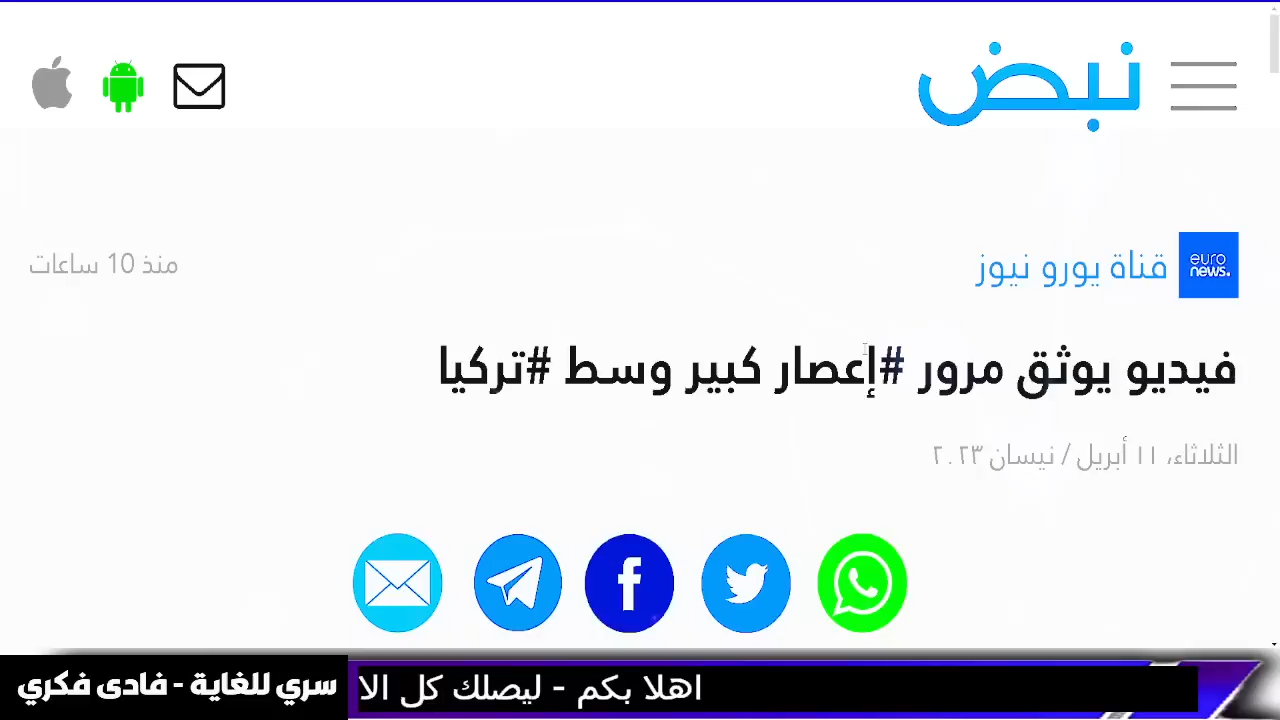 نبض
قناة يورو نيوز
euro
news.
منذ 10 ساعات
فيديو يوثق مرور #إعصار كبير وسط #تركيا
الثلاثاء، ١١ أبريل / نيسان ٢٠٢٣
اهلا بكم - ليصلك كل الا
سري للغاية - فادى فكري